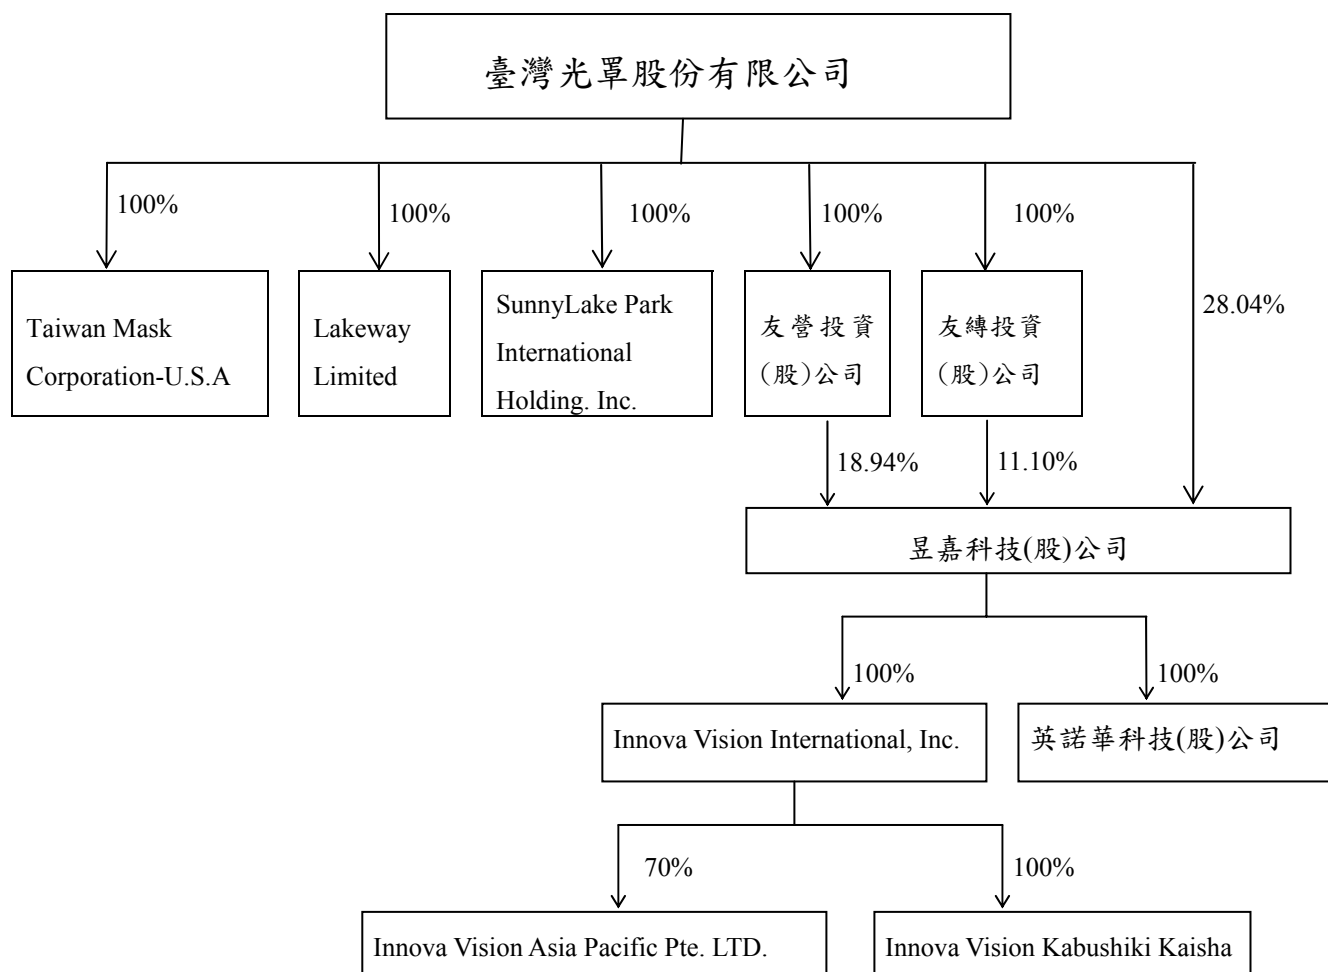 臺灣光罩股份有限公司
100%
100%
100%
100%
100%
28.04%
Taiwan Mask
Corporation-U.S.A
Lakeway
Limited
SunnyLake Park
International
Holding. Inc.
友營投資
(股)公司
友縳投資
(股)公司
18.94%
11.10%
昱嘉科技(股)公司
100%
100%
Innova Vision International, Inc.
英諾華科技(股)公司
70%
100%
Innova Vision Asia Pacific Pte. LTD.
Innova Vision Kabushiki Kaisha